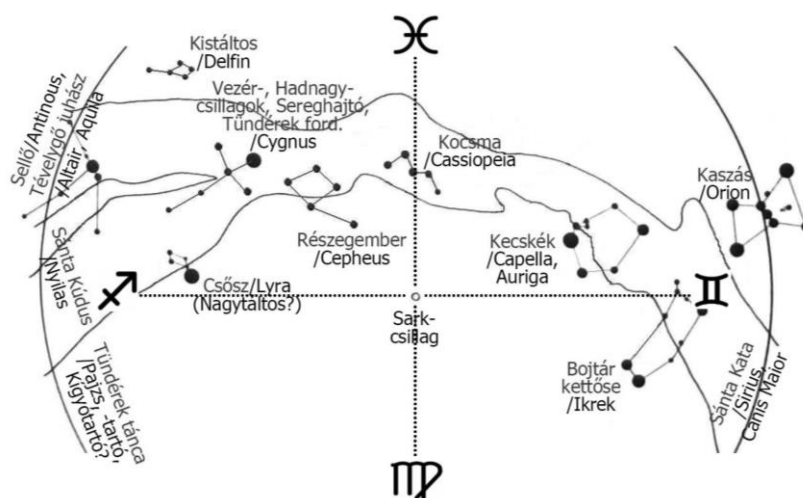 ♓
Kistáltos
/Delfin
Vezér-, Hadnagy-
csillagok, Sereghajtó,
Tündérek ford.
/Cygnus
Sellő/Antinous,
Tévelygő juhász
/Altair, Aquila
Kocsma
/Cassiopeia
Kaszás
/Orion
Részegember
/Cepheus
Kecskék
/Capella,
Auriga
Sánta Kúdus
/Nyilas
♐
Csősz/Lyra
(Nagytáltos?)
♊
Sark-
csillag
Bojtár
kettőse
/Ikrek
Sánta Kata
/Sirius,
Canis Maior
Tündérek tánca
/Pajzs, -tartó,
Kígyótartó?
♍